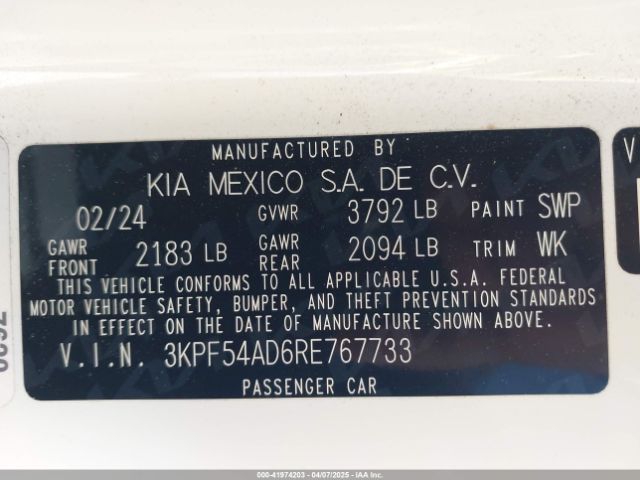 MANUFACTURED BY
KIA MEXICO S.A. DE C.V.
02/24 GVWR 3792 LB PAINT SWP
GAWR FRONT 2183 LB GAWR REAR 2094 LB TRIM WK
THIS VEHICLE CONFORMS TO ALL APPLICABLE U.S.A. FEDERAL
MOTOR VEHICLE SAFETY, BUMPER, AND THEFT PREVENTION STANDARDS
IN EFFECT ON THE DATE OF MANUFACTURE SHOWN ABOVE.
V.I.N. 3KPF54AD6RE767733
PASSENGER CAR
V
000-41974203 - 04/07/2025 - IAAI.COM